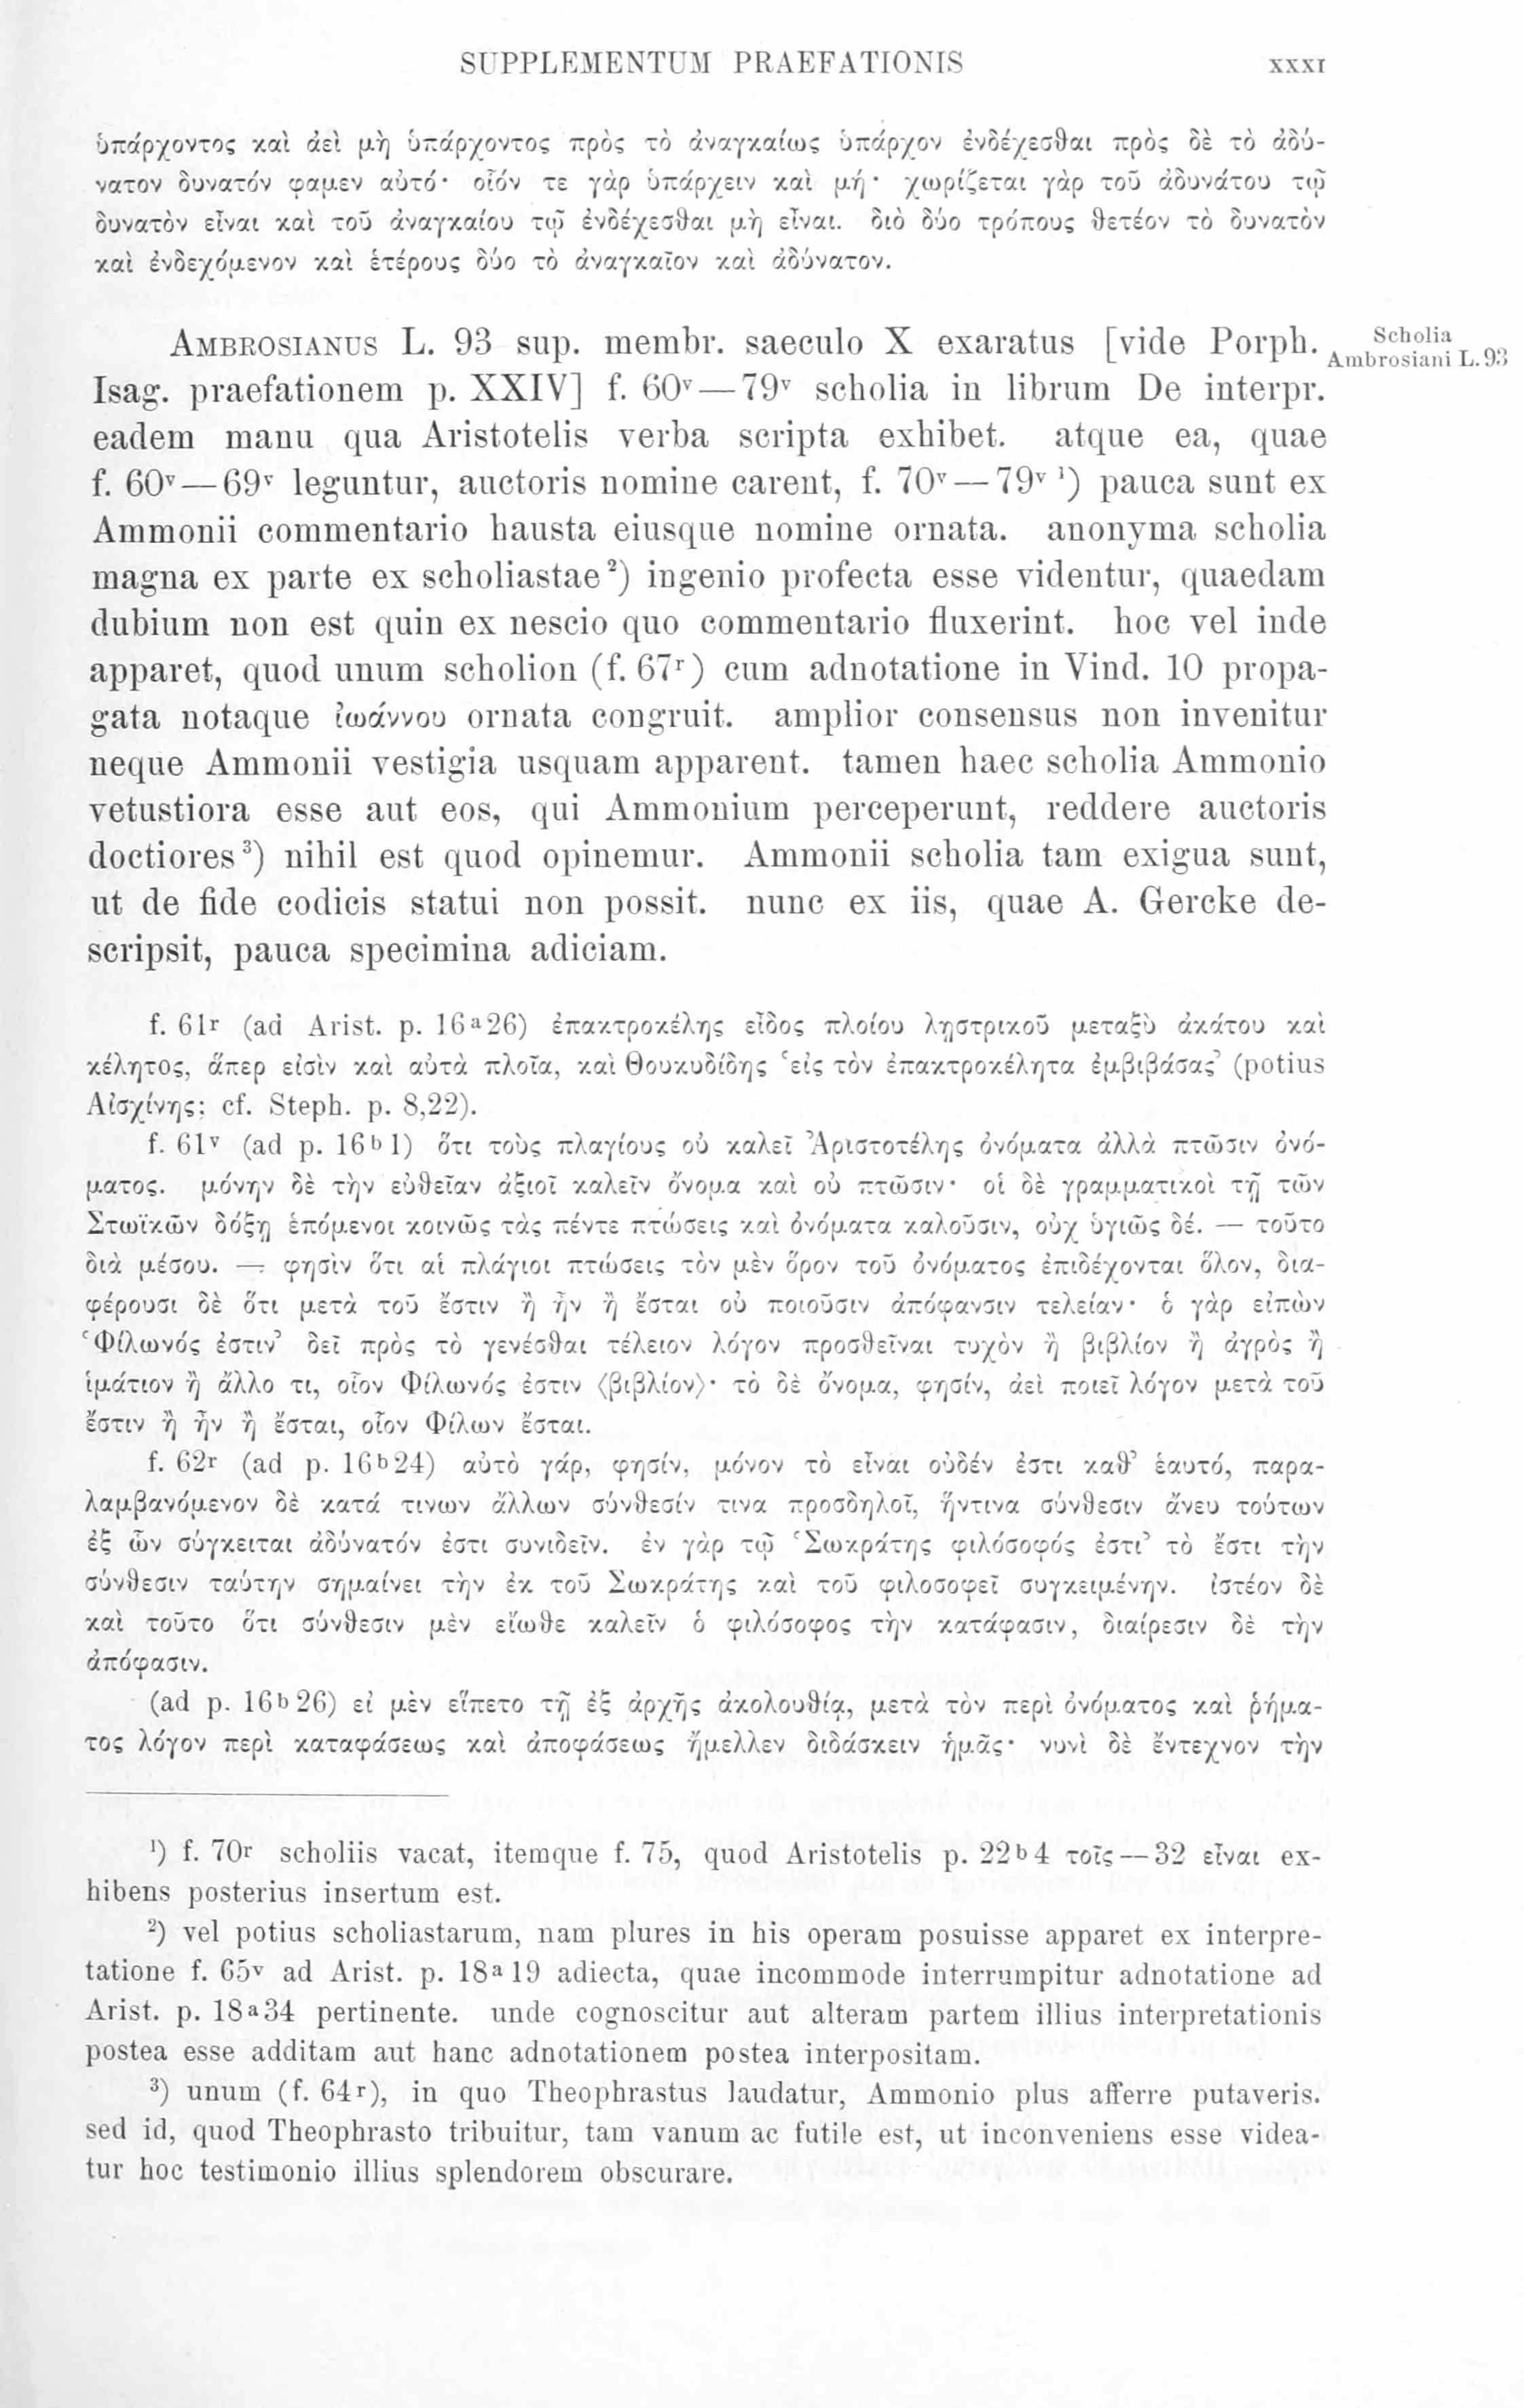 SUPPLEMENTUM PRAEFATIONIS XXXI
ὑπάρχοντος καὶ ἀεὶ μὴ ὑπάρχοντος πρὸς τὸ ἀναγκαίως ὑπάρχον ἐνδέχεσθαι πρὸς δὲ τὸ ἀδύ-
νατον δυνατόν φαμεν αὐτό· οἷόν τε γὰρ ὑπάρχειν καὶ μή· χωρίζεται γὰρ τοῦ ἀδυνάτου τῷ
δυνατὸν εἶναι καὶ τοῦ ἀναγκαίου τῷ ἐνδέχεσθαι μὴ εἶναι. διὸ δύο τρόπους θετέον τὸ δυνατὸν
καὶ ἐνδεχόμενον καὶ ἑτέρους δύο τὸ ἀναγκαῖον καὶ ἀδύνατον.
AMBROSIANUS L. 93 sup. membr. saeculo X exaratus [vide Porph.
Scholia
Ambrosiani L. 93
Isag. praefationem p. XXIV] f. 60ᵛ—79ᵛ scholia in librum De interpr.
eadem manu qua Aristotelis verba scripta exhibet. atque ea, quae
f. 60ᵛ—69ᵛ leguntur, auctoris nomine carent, f. 70ᵛ—79ᵛ ¹) pauca sunt ex
Ammonii commentario hausta eiusque nomine ornata. anonyma scholia
magna ex parte ex scholiastae²) ingenio profecta esse videntur, quaedam
dubium non est quin ex nescio quo commentario fluxerint. hoc vel inde
apparet, quod unum scholion (f. 67ʳ) cum adnotatione in Vind. 10 propa-
gata notaque ἰωάννου ornata congruit. amplior consensus non invenitur
neque Ammonii vestigia usquam apparent. tamen haec scholia Ammonio
vetustiora esse aut eos, qui Ammonium perceperunt, reddere auctoris
doctiores³) nihil est quod opinemur. Ammonii scholia tam exigua sunt,
ut de fide codicis statui non possit. nunc ex iis, quae A. Gercke de-
scripsit, pauca specimina adiciam.
f. 61ʳ (ad Arist. p. 16ᵃ26) ἐπακτροκέλης εἶδος πλοίου λῃστρικοῦ μεταξὺ ἀκάτου καὶ
κέλητος, ἅπερ εἰσὶν καὶ αὐτὰ πλοῖα, καὶ Θουκυδίδης ʿεἰς τὸν ἐπακτροκέλητα ἐμβιβάσας’ (potius
Αἰσχίνης; cf. Steph. p. 8,22).
f. 61ᵛ (ad p. 16ᵇ1) ὅτι τοὺς πλαγίους οὐ καλεῖ Ἀριστοτέλης ὀνόματα ἀλλὰ πτῶσιν ὀνό-
ματος. μόνην δὲ τὴν εὐθεῖαν ἀξιοῖ καλεῖν ὄνομα καὶ οὐ πτῶσιν· οἱ δὲ γραμματικοὶ τῇ τῶν
Στωϊκῶν δόξῃ ἑπόμενοι κοινῶς τὰς πέντε πτώσεις καὶ ὀνόματα καλοῦσιν, οὐχ ὑγιῶς δέ. — τοῦτο
διὰ μέσου. — φησὶν ὅτι αἱ πλάγιοι πτώσεις τὸν μὲν ὅρον τοῦ ὀνόματος ἐπιδέχονται ὅλον, δια-
φέρουσι δὲ ὅτι μετὰ τοῦ ἔστιν ἢ ἦν ἢ ἔσται οὐ ποιοῦσιν ἀπόφανσιν τελείαν· ὁ γὰρ εἰπὼν
ʿΦίλωνός ἐστιν’ δεῖ πρὸς τὸ γενέσθαι τέλειον λόγον προσθεῖναι τυχὸν ἢ βιβλίον ἢ ἀγρὸς ἢ
ἱμάτιον ἢ ἄλλο τι, οἷον Φίλωνός ἐστιν ⟨βιβλίον⟩· τὸ δὲ ὄνομα, φησίν, ἀεὶ ποιεῖ λόγον μετὰ τοῦ
ἔστιν ἢ ἦν ἢ ἔσται, οἷον Φίλων ἔσται.
f. 62ʳ (ad p. 16ᵇ24) αὐτὸ γάρ, φησίν, μόνον τὸ εἶναι οὐδέν ἐστι καθ’ ἑαυτό, παρα-
λαμβανόμενον δὲ κατά τινων ἄλλων σύνθεσίν τινα προσδηλοῖ, ἥντινα σύνθεσιν ἄνευ τούτων
ἐξ ὧν σύγκειται ἀδύνατόν ἐστι συνιδεῖν. ἐν γὰρ τῷ ʿΣωκράτης φιλόσοφός ἐστι’ τὸ ἔστι τὴν
σύνθεσιν ταύτην σημαίνει τὴν ἐκ τοῦ Σωκράτης καὶ τοῦ φιλοσοφεῖ συγκειμένην. ἰστέον δὲ
καὶ τοῦτο ὅτι σύνθεσιν μὲν εἴωθε καλεῖν ὁ φιλόσοφος τὴν κατάφασιν, διαίρεσιν δὲ τὴν
ἀπόφασιν.
(ad p. 16ᵇ26) εἰ μὲν εἵπετο τῇ ἐξ ἀρχῆς ἀκολουθίᾳ, μετὰ τὸν περὶ ὀνόματος καὶ ῥήμα-
τος λόγον περὶ καταφάσεως καὶ ἀποφάσεως ἤμελλεν διδάσκειν ἡμᾶς· νυνὶ δὲ ἔντεχνον τὴν
¹) f. 70ʳ scholiis vacat, itemque f. 75, quod Aristotelis p. 22ᵇ4 τοῖς—32 εἶναι ex-
hibens posterius insertum est.
²) vel potius scholiastarum, nam plures in his operam posuisse apparet ex interpre-
tatione f. 65ᵛ ad Arist. p. 18ᵃ19 adiecta, quae incommode interrumpitur adnotatione ad
Arist. p. 18ᵃ34 pertinente. unde cognoscitur aut alteram partem illius interpretationis
postea esse additam aut hanc adnotationem postea interpositam.
³) unum (f. 64ʳ), in quo Theophrastus laudatur, Ammonio plus afferre putaveris.
sed id, quod Theophrasto tribuitur, tam vanum ac futile est, ut inconveniens esse videa-
tur hoc testimonio illius splendorem obscurare.